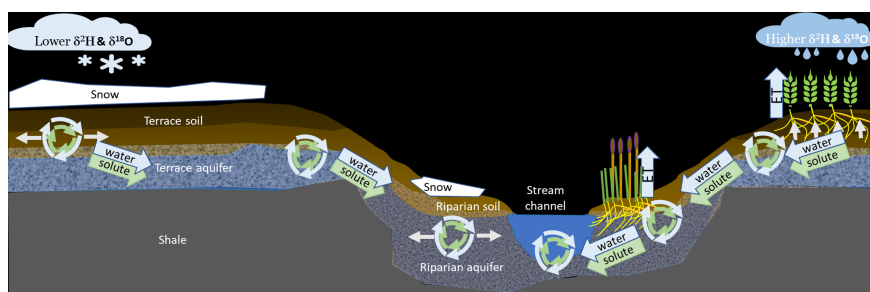 Lower δ²H & δ¹⁸O
Higher δ²H & δ¹⁸O
Snow
ET
Terrace soil
water
solute
Terrace aquifer
water
solute
Snow
Riparian soil
Stream
channel
ET
water
solute
water
solute
Shale
Riparian aquifer
water
solute